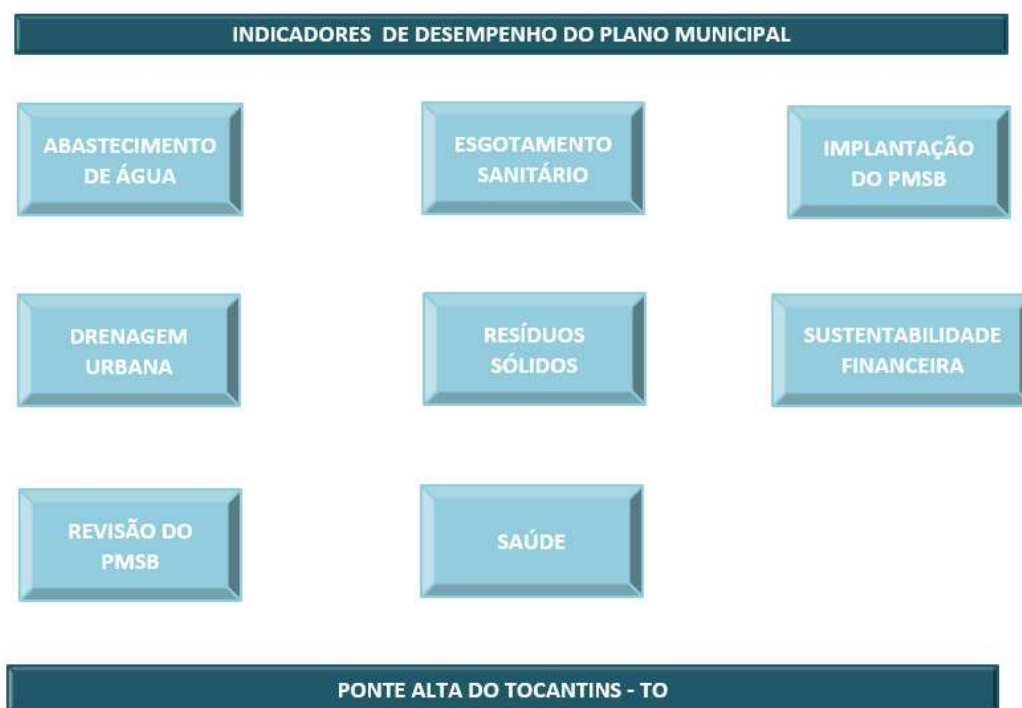 INDICADORES DE DESEMPENHO DO PLANO MUNICIPAL
ABASTECIMENTO
DE ÁGUA
ESGOTAMENTO
SANITÁRIO
IMPLANTAÇÃO
DO PMSB
DRENAGEM
URBANA
RESÍDUOS
SÓLIDOS
SUSTENTABILIDADE
FINANCEIRA
REVISÃO DO
PMSB
SAÚDE
PONTE ALTA DO TOCANTINS - TO